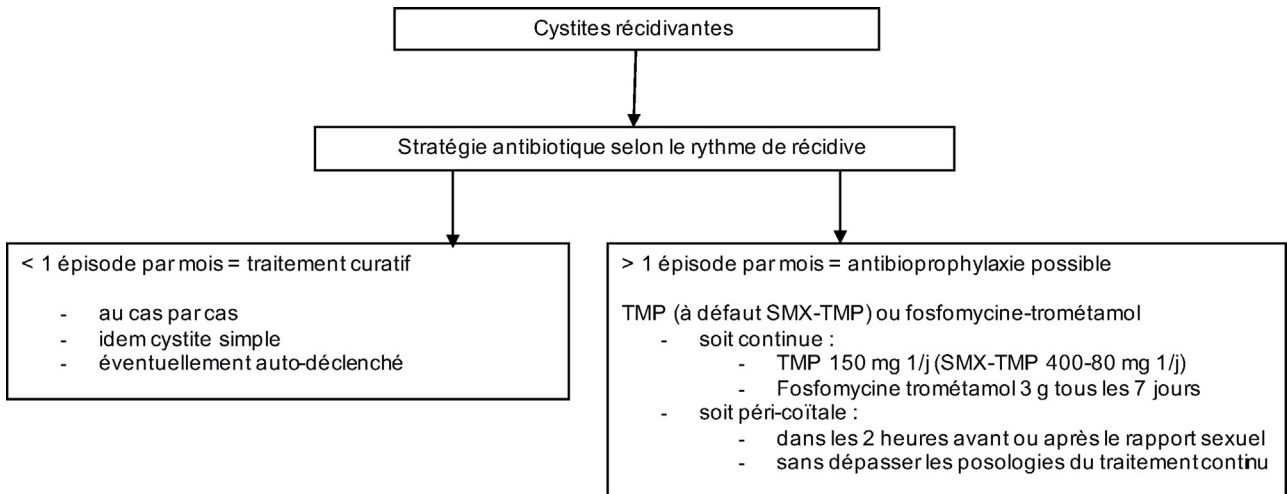 Cystites récidivantes
Stratégie antibiotique selon le rythme de récidive
< 1 épisode par mois = traitement curatif
- au cas par cas
- idem cystite simple
- éventuellement auto-déclenché
> 1 épisode par mois = antibioprophylaxie possible
TMP (à défaut SMX-TMP) ou fosfomycine-trométamol
- soit continue :
- TMP 150 mg 1/j (SMX-TMP 400-80 mg 1/j)
- Fosfomycine trométamol 3 g tous les 7 jours
- soit péri-coïtale :
- dans les 2 heures avant ou après le rapport sexuel
- sans dépasser les posologies du traitement continu